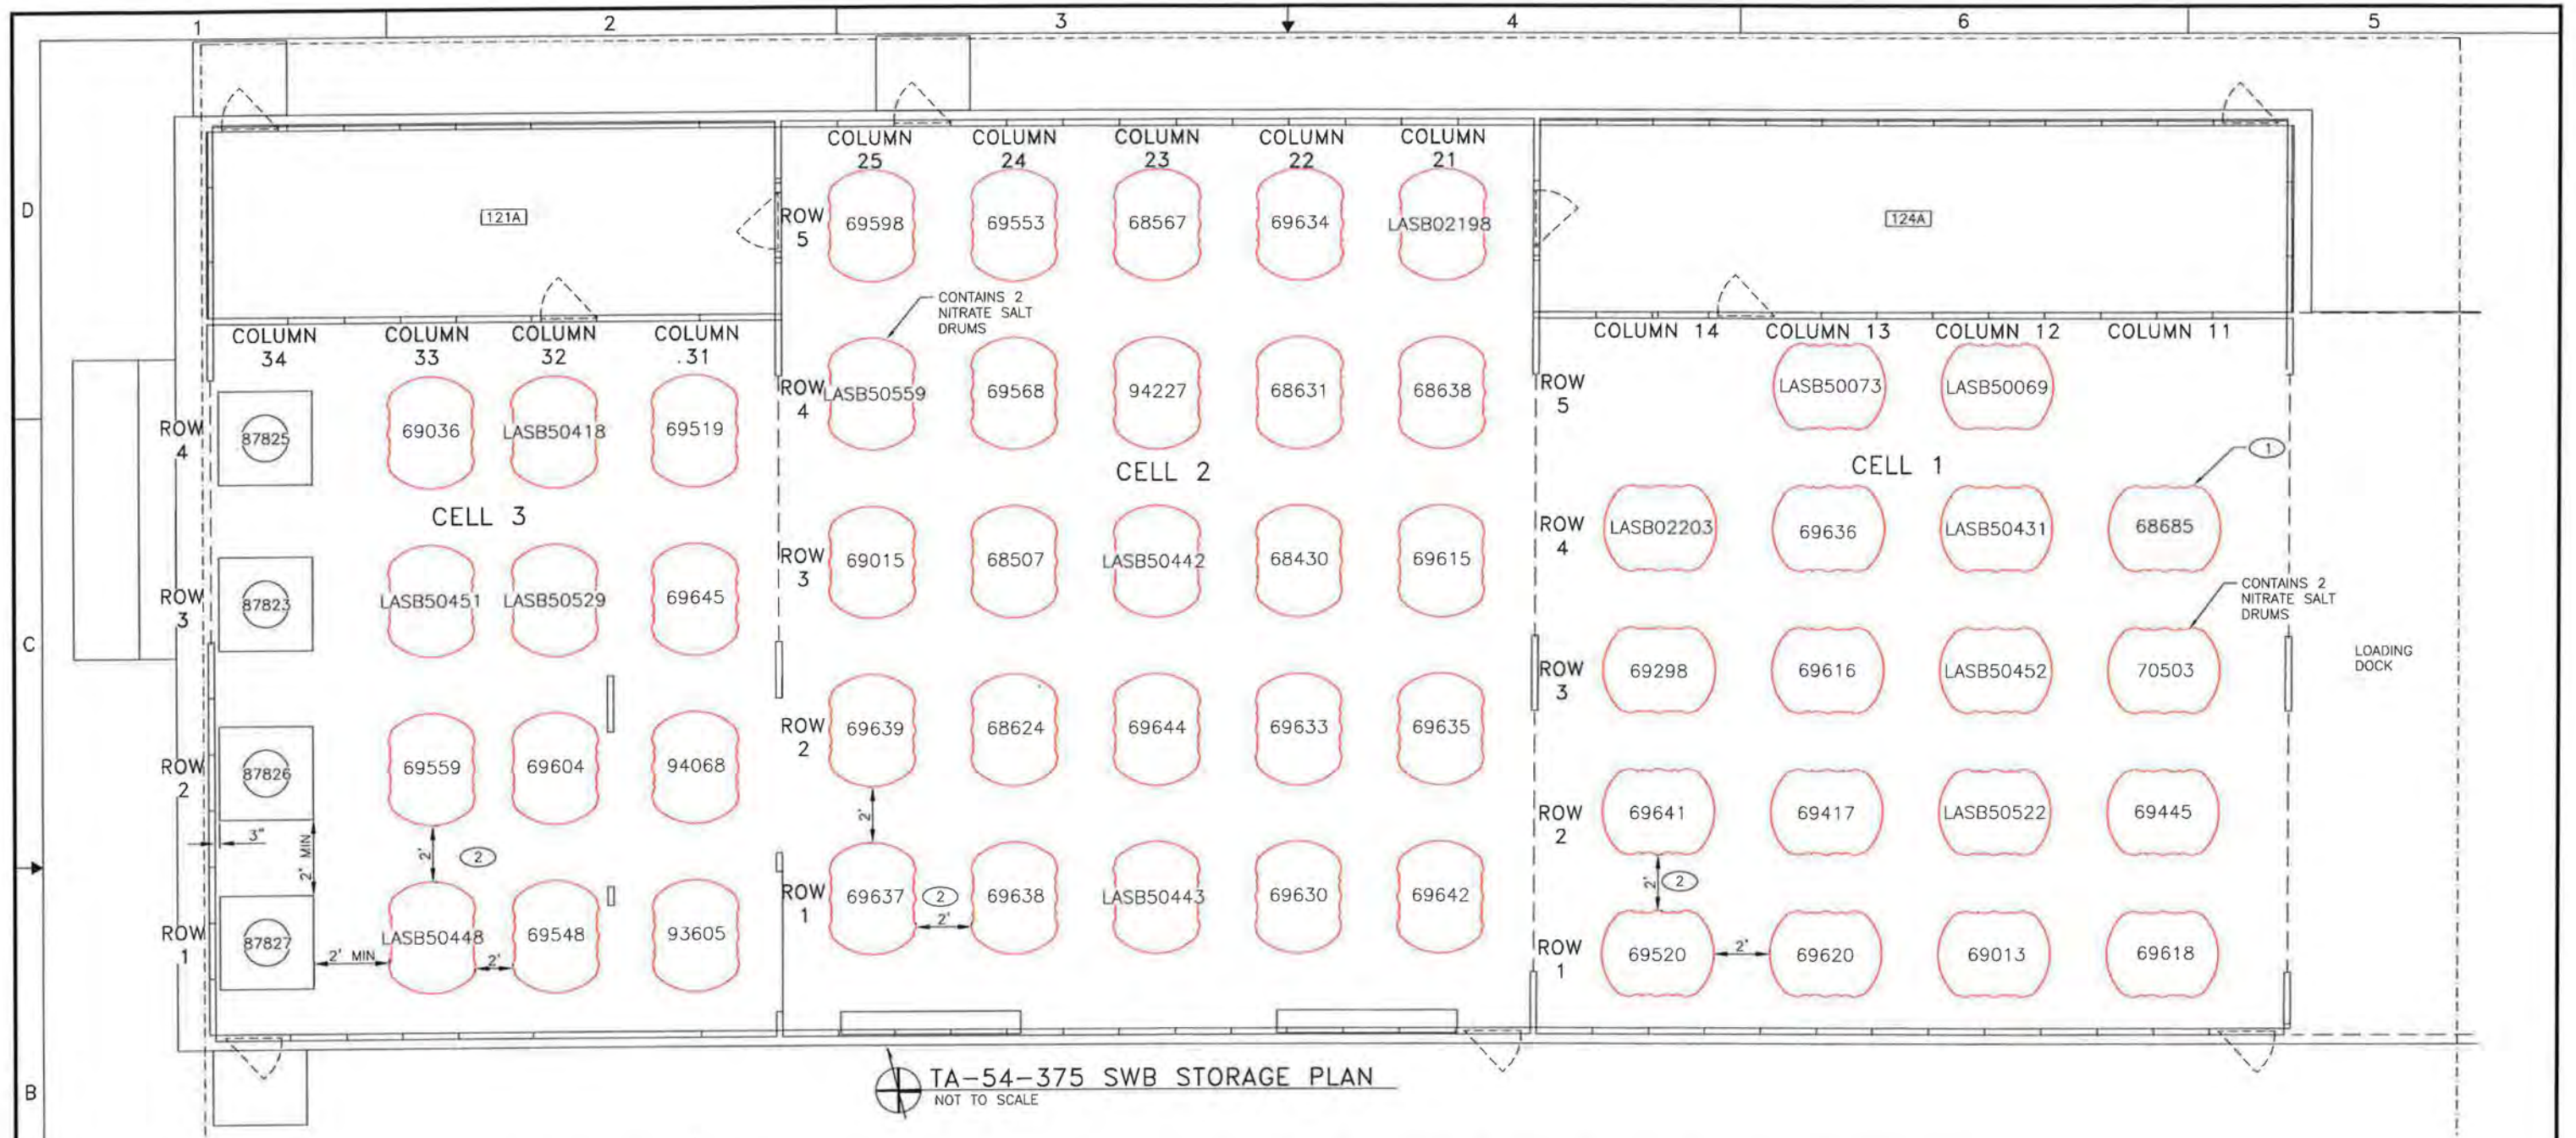 1
2
3
4
6
5
D
C
B
COLUMN
25
COLUMN
24
COLUMN
23
COLUMN
22
COLUMN
21
121A
124A
ROW
5
69598
69553
68567
69634
LASB02198
CONTAINS 2
NITRATE SALT
DRUMS
COLUMN
34
COLUMN
33
COLUMN
32
COLUMN
31
COLUMN 14
COLUMN 13
COLUMN 12
COLUMN 11
ROW
4
87825
69036
LASB50418
69519
ROW
4
LASB50559
69568
94227
68631
68638
ROW
5
LASB50073
LASB50069
CELL 3
CELL 2
CELL 1
1
ROW
4
LASB02203
69636
LASB50431
68685
ROW
3
87823
LASB50451
LASB50529
69645
ROW
3
69015
68507
LASB50442
68430
69615
CONTAINS 2
NITRATE SALT
DRUMS
ROW
3
69298
69616
LASB50452
70503
LOADING
DOCK
ROW
2
87826
69559
69604
94068
ROW
2
69639
68624
69644
69633
69635
ROW
2
69641
69417
LASB50522
69445
3"
2' MIN
2'
2
2'
2'
2
ROW
1
87827
2' MIN
LASB50448
2'
69548
93605
ROW
1
69637
2
2'
69638
LASB50443
69630
69642
ROW
1
69520
2'
69620
69013
69618
TA-54-375 SWB STORAGE PLAN
NOT TO SCALE